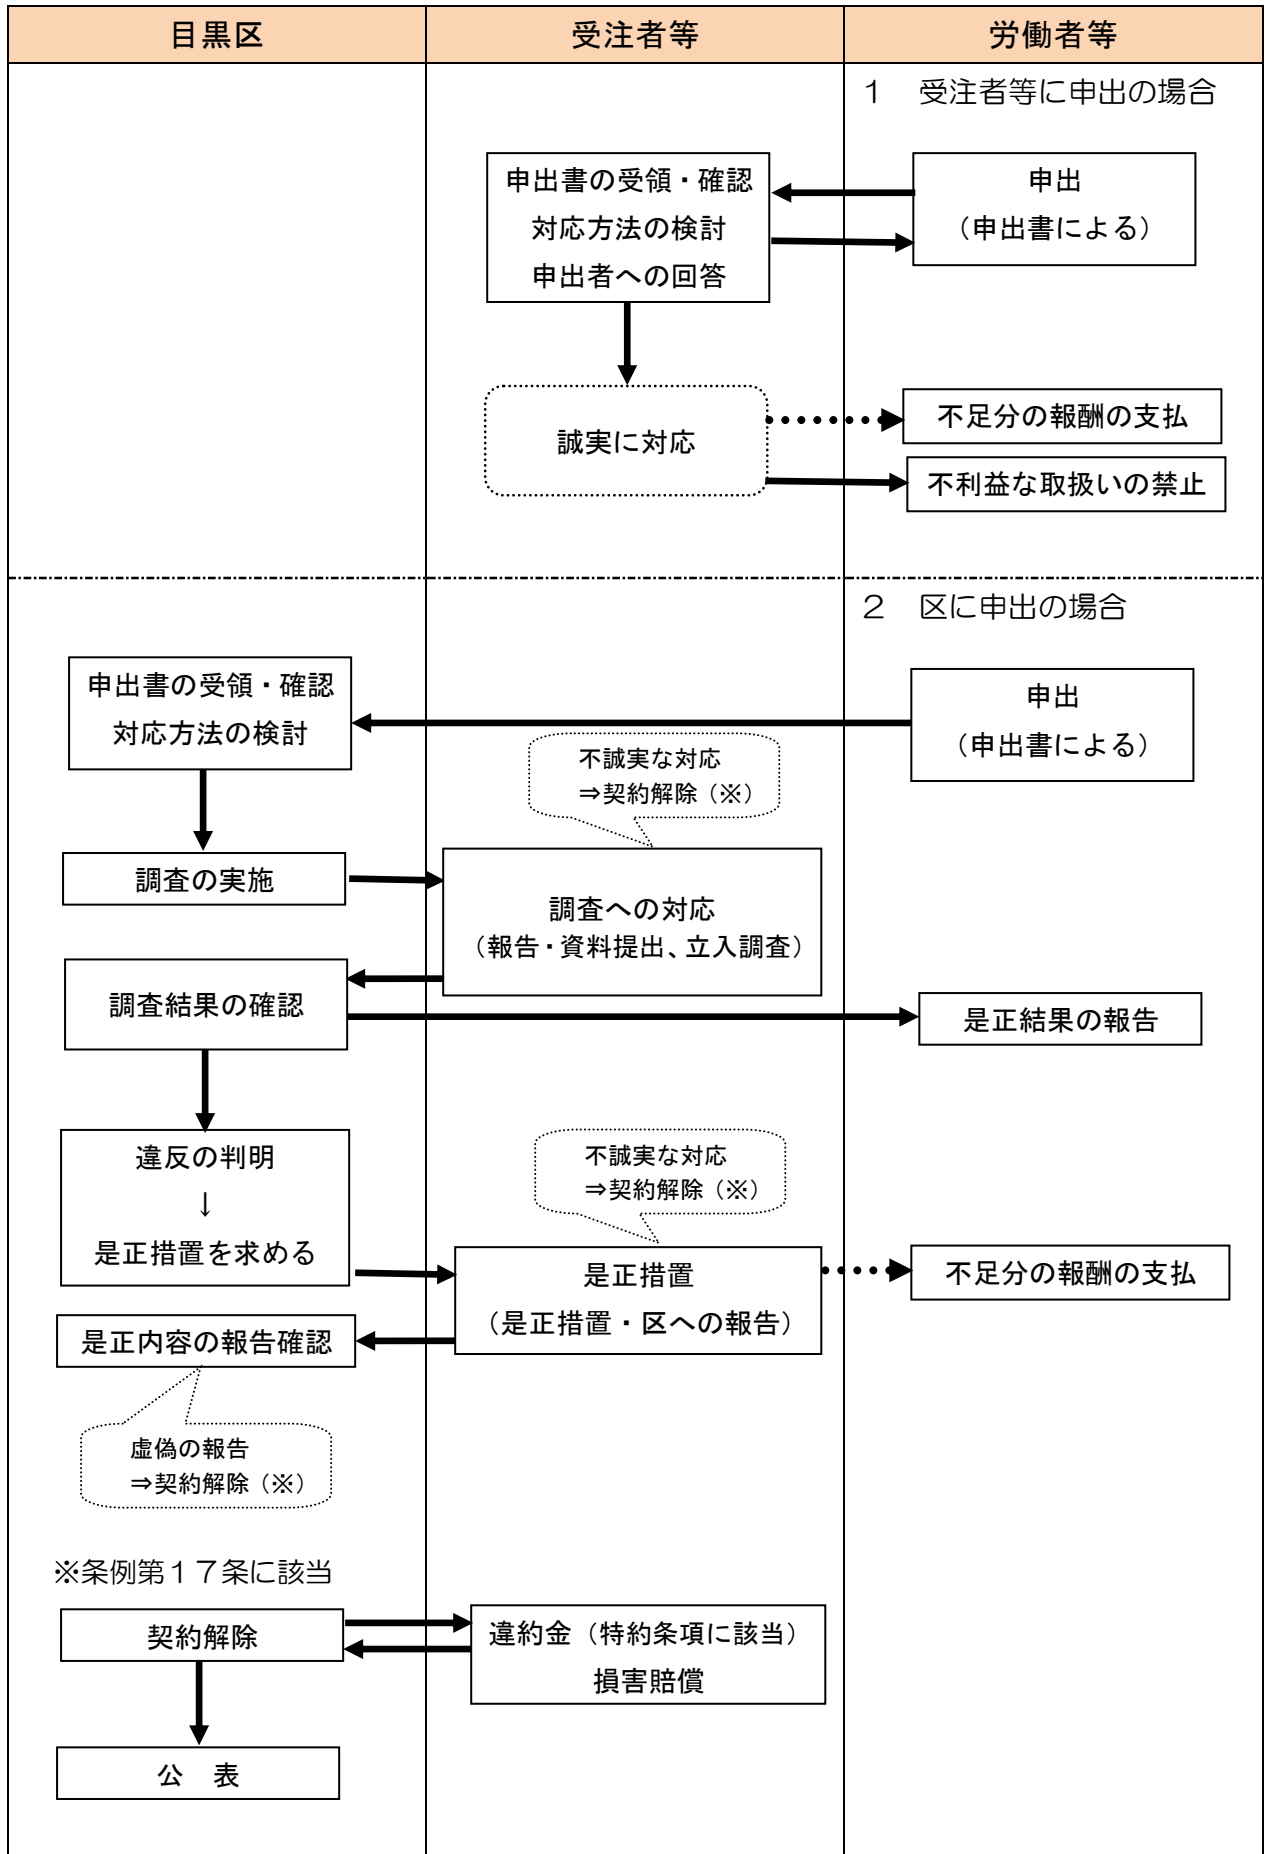 目黒区
受注者等
労働者等
１　受注者等に申出の場合
申出書の受領・確認
対応方法の検討
申出者への回答
申出
（申出書による）
誠実に対応
不足分の報酬の支払
不利益な取扱いの禁止
２　区に申出の場合
申出書の受領・確認
対応方法の検討
申出
（申出書による）
不誠実な対応
⇒契約解除（※）
調査の実施
調査への対応
（報告・資料提出、立入調査）
調査結果の確認
是正結果の報告
違反の判明
↓
是正措置を求める
不誠実な対応
⇒契約解除（※）
是正措置
（是正措置・区への報告）
不足分の報酬の支払
是正内容の報告確認
虚偽の報告
⇒契約解除（※）
※条例第１７条に該当
契約解除
違約金（特約条項に該当）
損害賠償
公　表